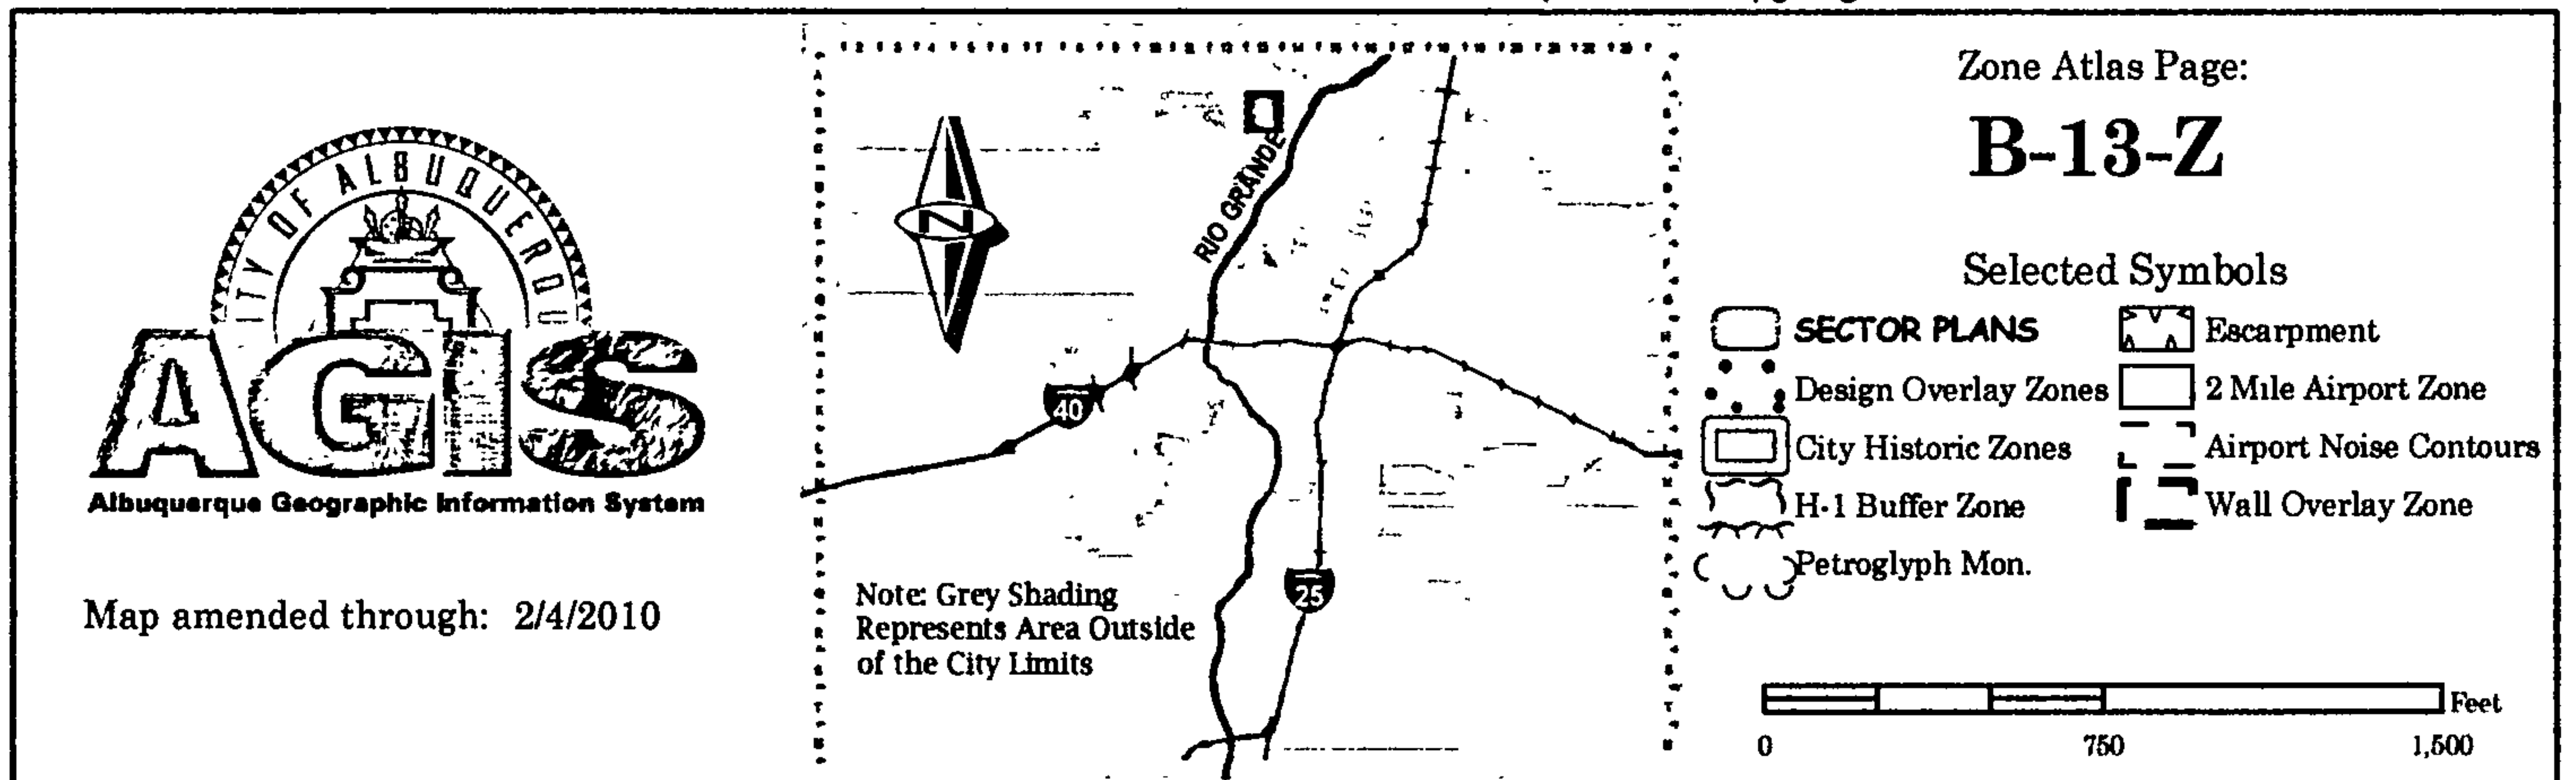 CITY OF ALBUQUERQU
AGIS
Albuquerque Geographic Information System
Map amended through: 2/4/2010
N
RIO GRANDE
40
25
Note: Grey Shading
Represents Area Outside
of the City Limits
Zone Atlas Page:
B-13-Z
Selected Symbols
SECTOR PLANS
Design Overlay Zones
City Historic Zones
H-1 Buffer Zone
Petroglyph Mon.
Escarpment
2 Mile Airport Zone
Airport Noise Contours
Wall Overlay Zone
Feet
0 750 1,500